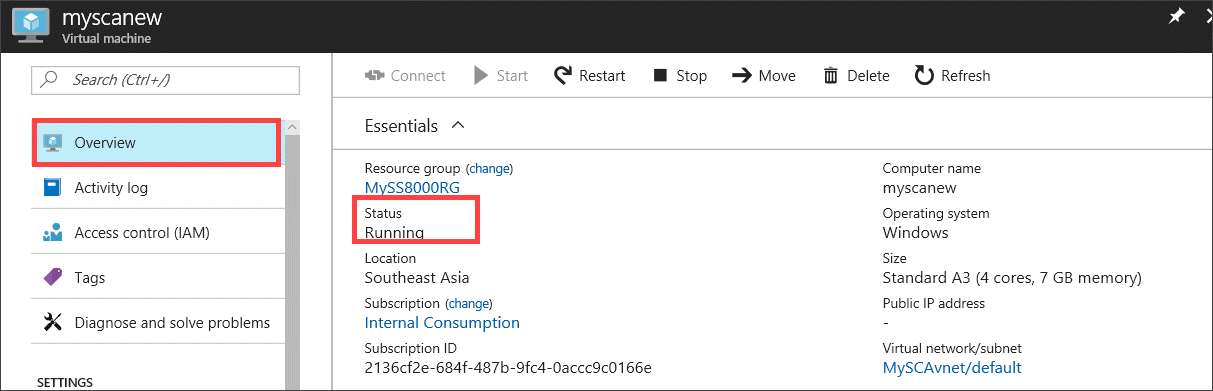 myscanew
Virtual machine
Search (Ctrl+/)
Overview
Activity log
Access control (IAM)
Tags
Diagnose and solve problems
SETTINGS
Connect Start Restart Stop Move Delete Refresh
Essentials
Resource group (change)
MySS8000RG
Status
Running
Location
Southeast Asia
Subscription (change)
Internal Consumption
Subscription ID
2136cf2e-684f-487b-9fc4-0accc9c0166e
Computer name
myscanew
Operating system
Windows
Size
Standard A3 (4 cores, 7 GB memory)
Public IP address
-
Virtual network/subnet
MySCAvnet/default